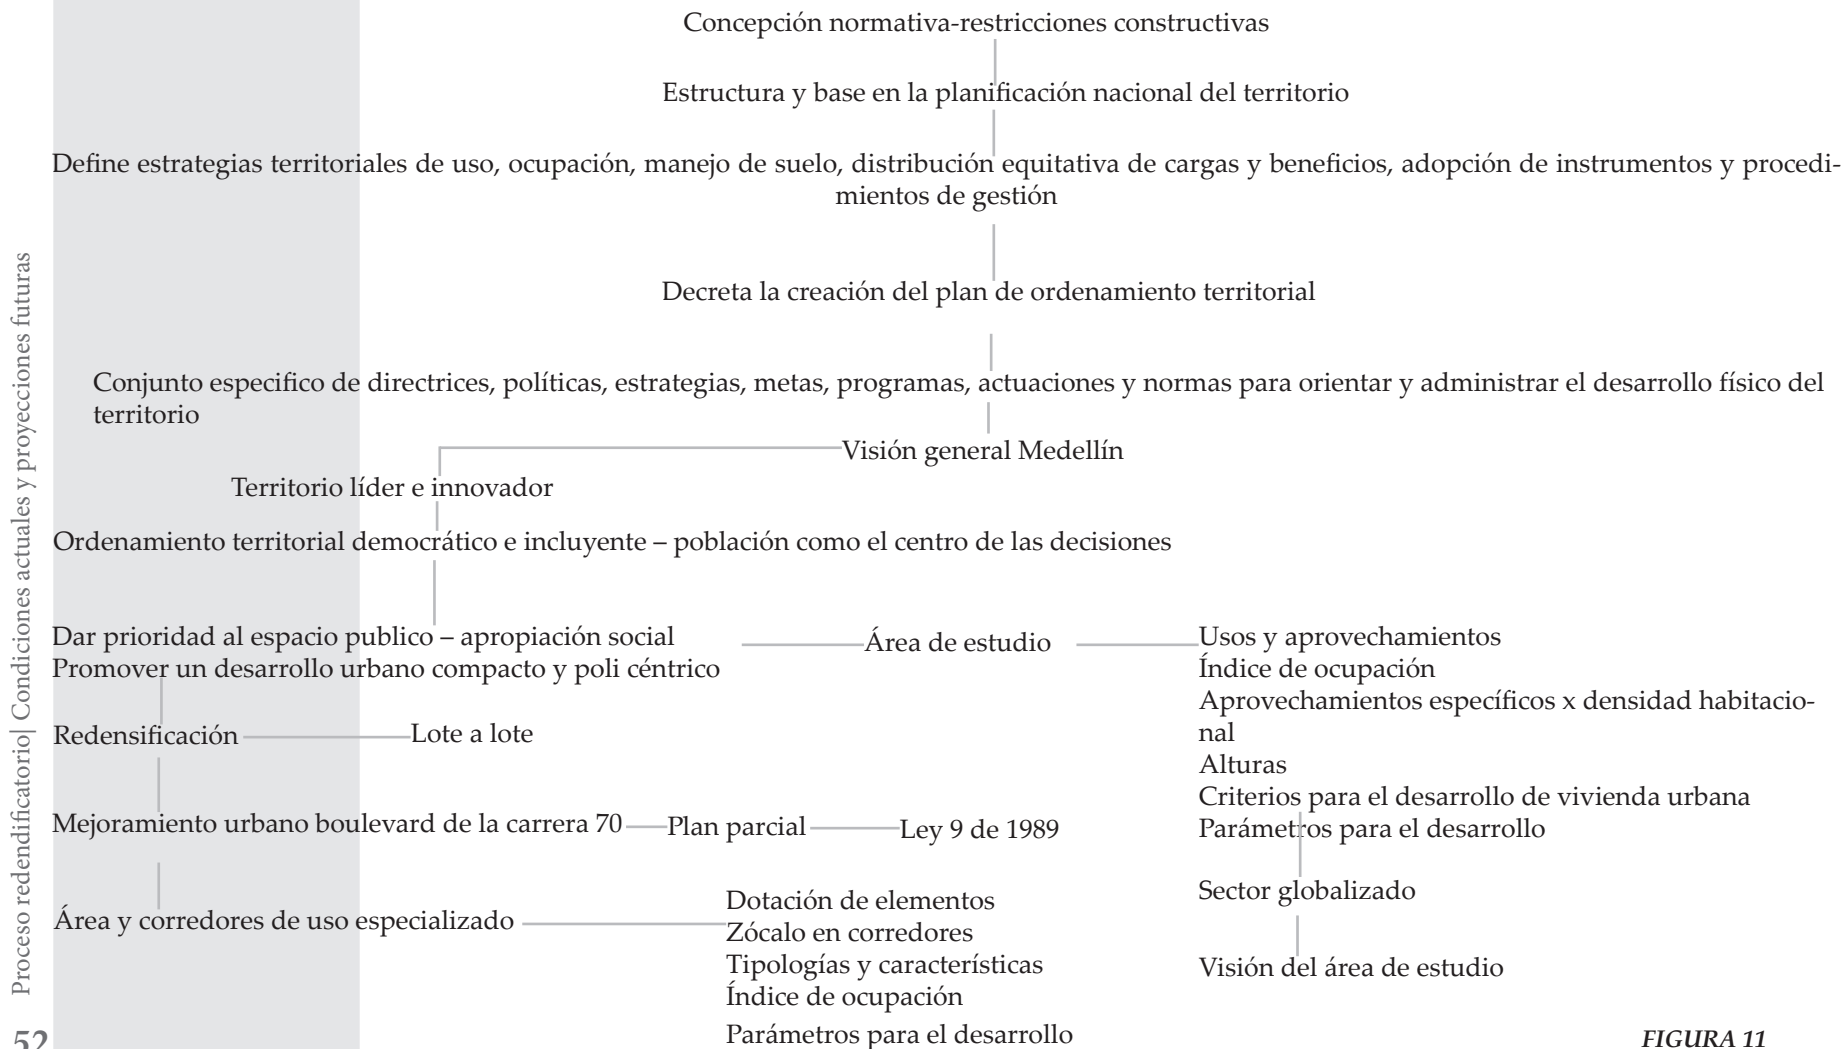 Concepción normativa-restricciones constructivas
Estructura y base en la planificación nacional del territorio
Define estrategias territoriales de uso, ocupación, manejo de suelo, distribución equitativa de cargas y beneficios, adopción de instrumentos y procedi-
mientos de gestión
Decreta la creación del plan de ordenamiento territorial
Conjunto especifico de directrices, políticas, estrategias, metas, programas, actuaciones y normas para orientar y administrar el desarrollo físico del
territorio
Visión general Medellín
Territorio líder e innovador
Ordenamiento territorial democrático e incluyente – población como el centro de las decisiones
Dar prioridad al espacio publico – apropiación social
Promover un desarrollo urbano compacto y poli céntrico
Área de estudio
Usos y aprovechamientos
Índice de ocupación
Aprovechamientos específicos x densidad habitacio-
nal
Alturas
Criterios para el desarrollo de vivienda urbana
Parámetros para el desarrollo
Redensificación
Lote a lote
Mejoramiento urbano boulevard de la carrera 70
Plan parcial
Ley 9 de 1989
Sector globalizado
Área y corredores de uso especializado
Dotación de elementos
Zócalo en corredores
Tipologías y características
Índice de ocupación
Parámetros para el desarrollo
Visión del área de estudio
Proceso redendificatorio| Condiciones actuales y proyecciones futuras
52
FIGURA 11